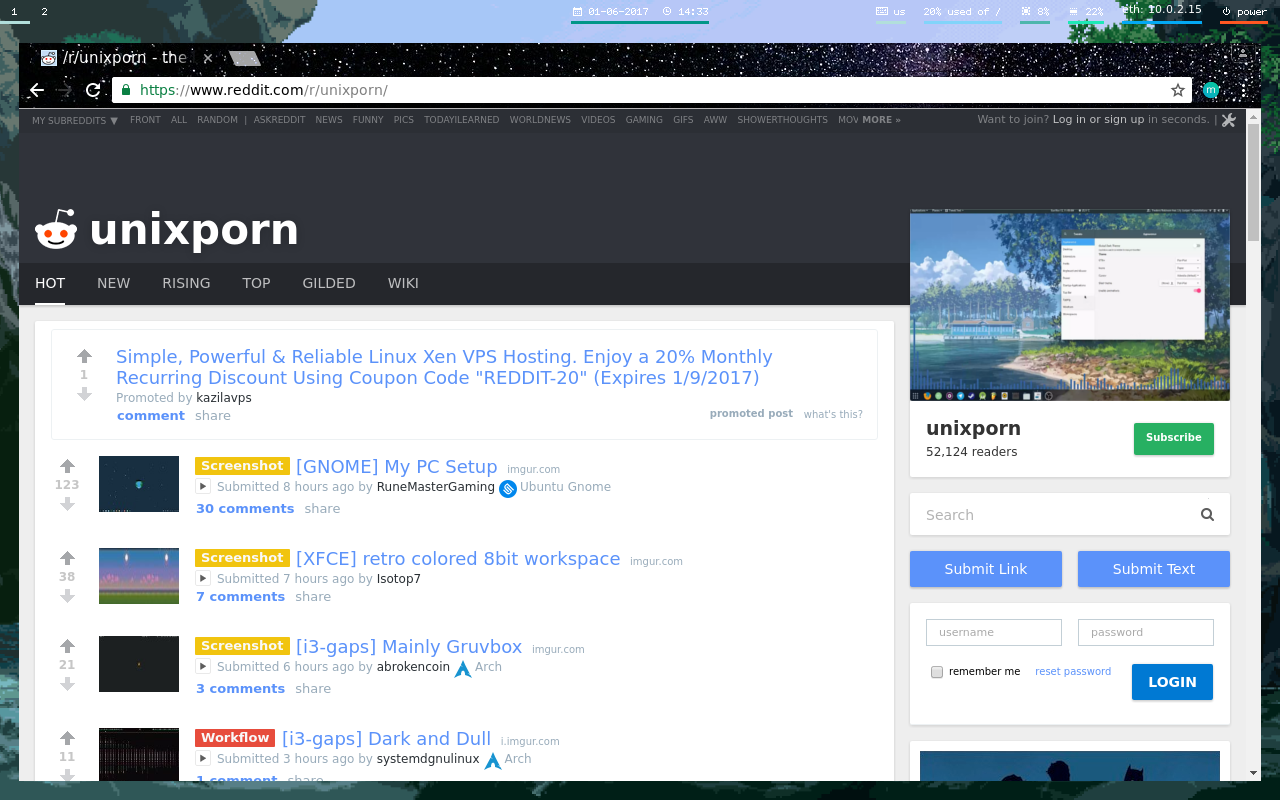 1 2 01-06-2017 14:33 us 20% used of / 8% 22% eth: 10.0.2.15 power
/r/unixporn - the
https://www.reddit.com/r/unixporn/ m
MY SUBREDDITS ▼ FRONT ALL RANDOM | ASKREDDIT NEWS FUNNY PICS TODAYILEARNED WORLDNEWS VIDEOS GAMING GIFS AWW SHOWERTHOUGHTS MOV MORE » Want to join? Log in or sign up in seconds. |
unixporn
HOT NEW RISING TOP GILDED WIKI
Simple, Powerful & Reliable Linux Xen VPS Hosting. Enjoy a 20% Monthly
1
Recurring Discount Using Coupon Code "REDDIT-20" (Expires 1/9/2017)
Promoted by kazilavps
comment share promoted post what's this?
Screenshot [GNOME] My PC Setup imgur.com
123
Submitted 8 hours ago by RuneMasterGaming Ubuntu Gnome
30 comments share
Screenshot [XFCE] retro colored 8bit workspace imgur.com
38
Submitted 7 hours ago by Isotop7
7 comments share
Screenshot [i3-gaps] Mainly Gruvbox imgur.com
21
Submitted 6 hours ago by abrokencoin Arch
3 comments share
Workflow [i3-gaps] Dark and Dull i.imgur.com
11
Submitted 3 hours ago by systemdgnulinux Arch
1 comment share
unixporn
52,124 readers
Subscribe
Search
Submit Link Submit Text
username password
remember me reset password LOGIN